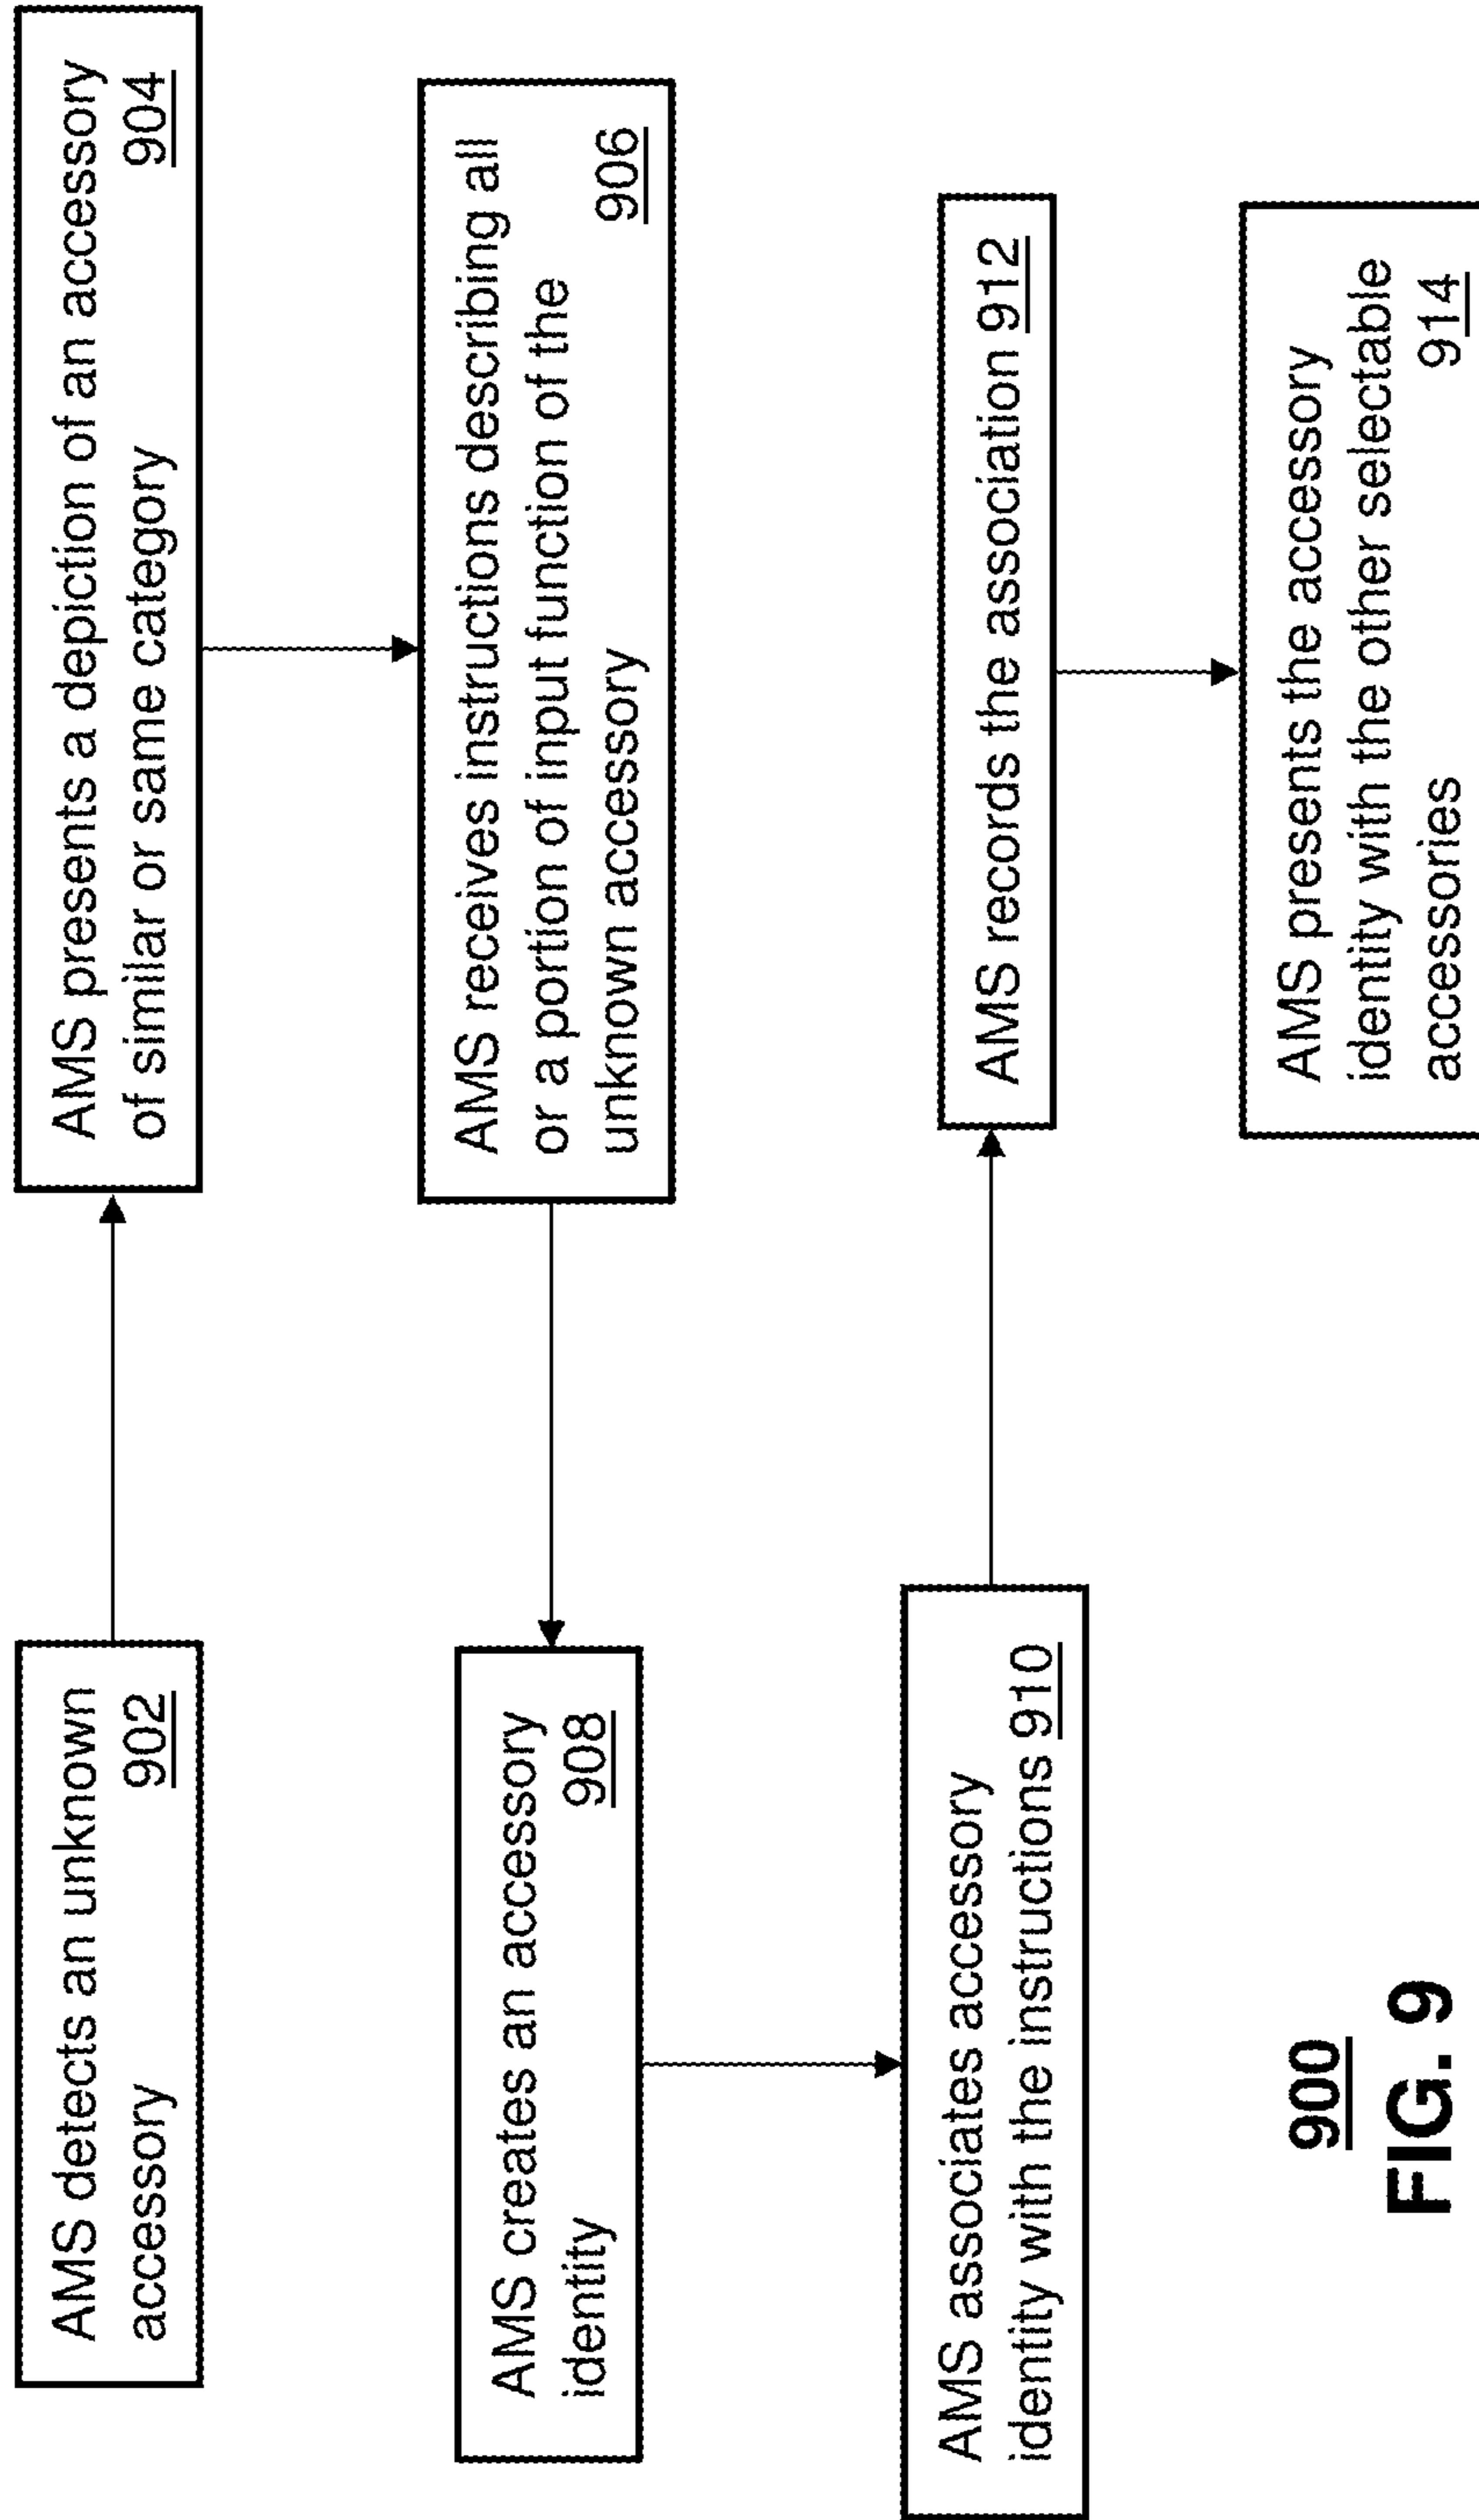 AMS detects an unknown
accessory 902
AMS presents a depiction of an accessory
of similar or same category 904
AMS receives instructions describing all
or a portion of input function of the
unknown accessory 906
AMS creates an accessory
identity 908
AMS associates accessory
identity with the instructions 910
AMS records the association 912
AMS presents the accessory
identity with the other selectable
accessories 914
900
FIG. 9